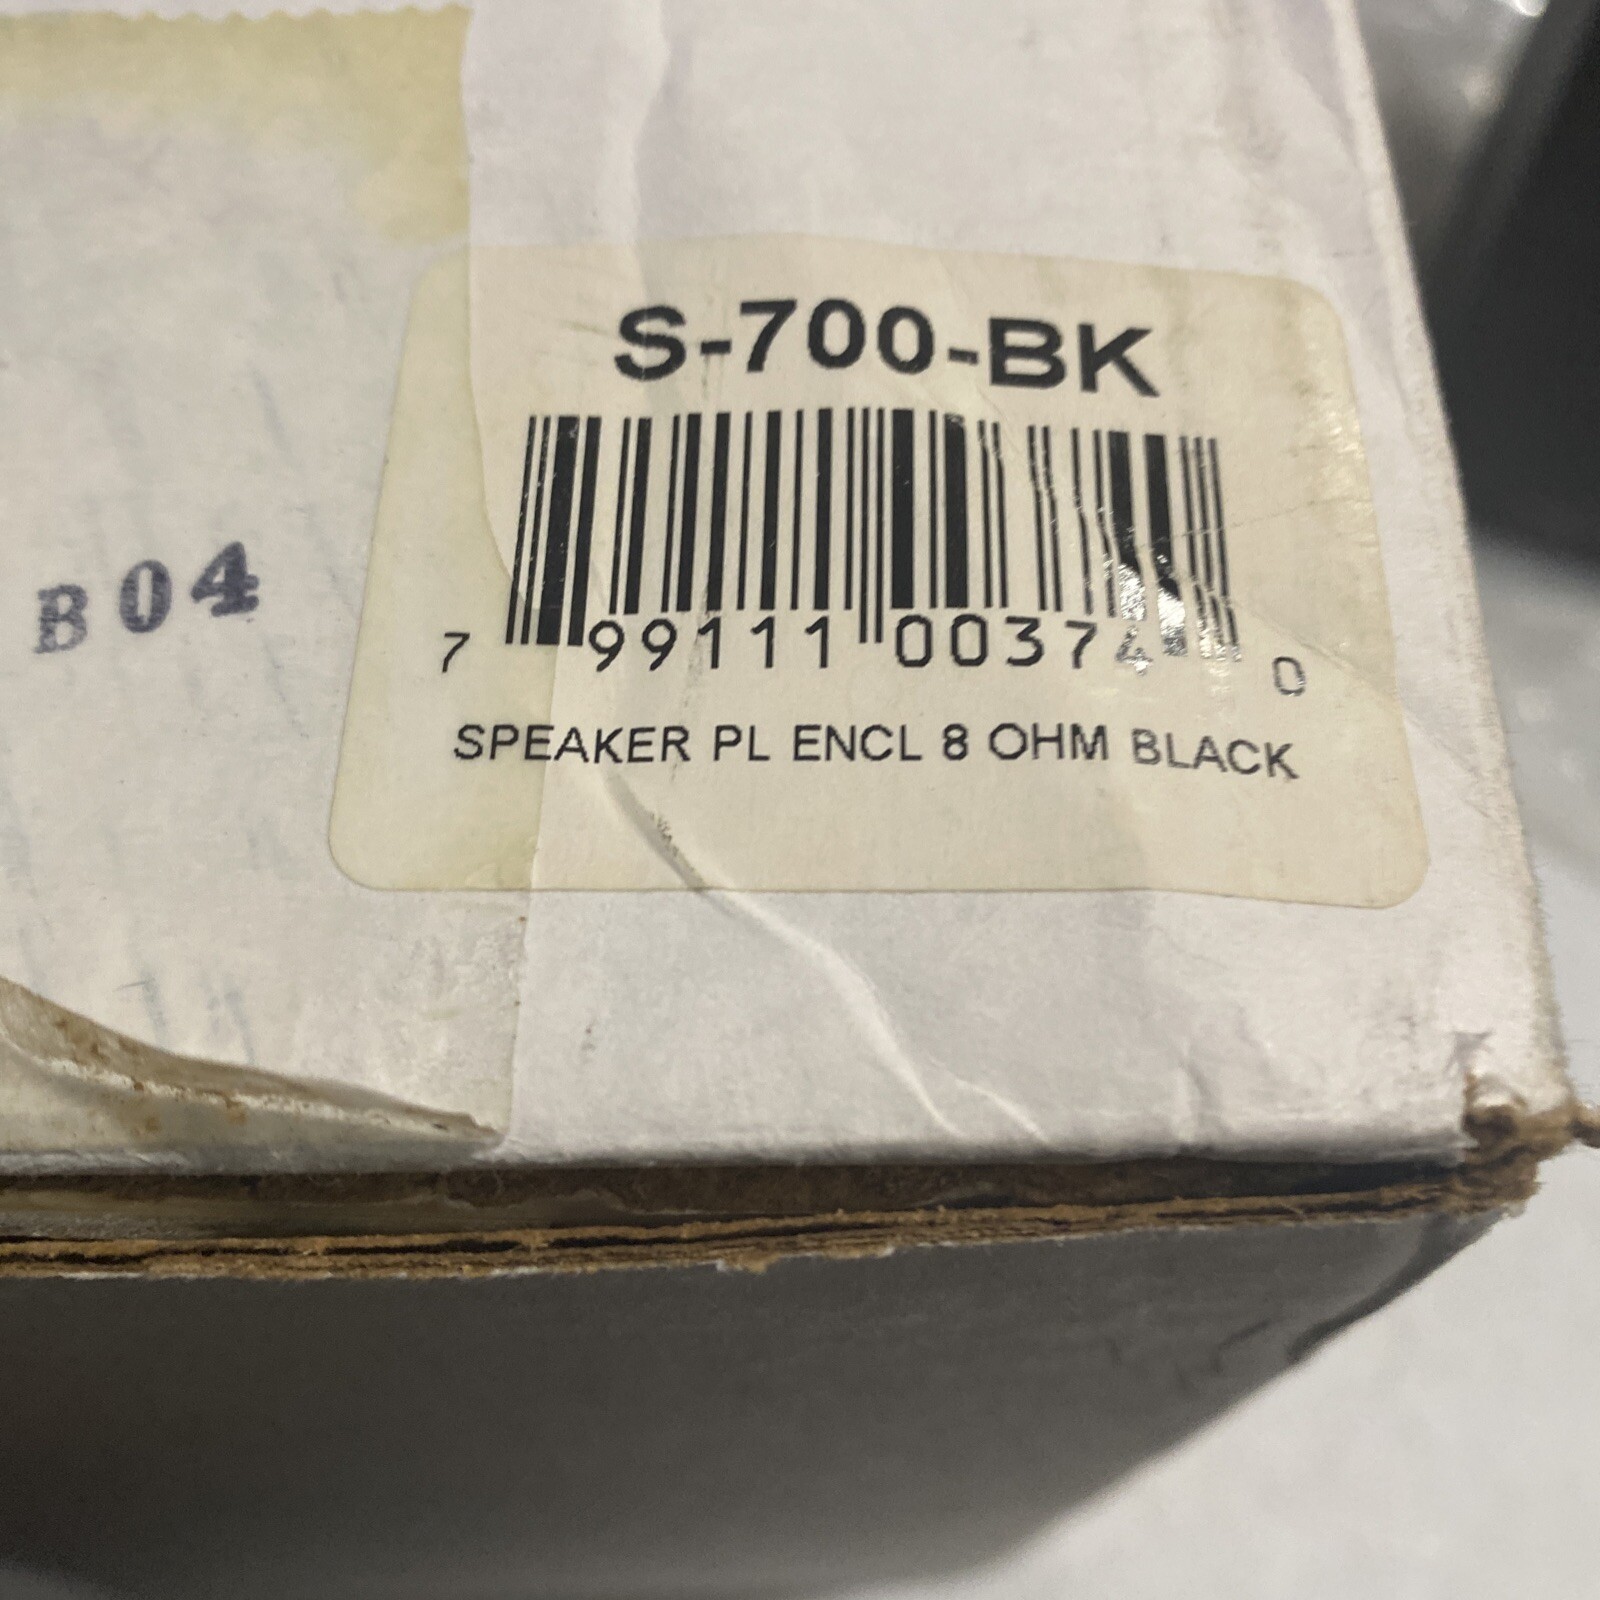 S-700-BK
B04
7 99111 00374 0
SPEAKER PL ENCL 8 OHM BLACK